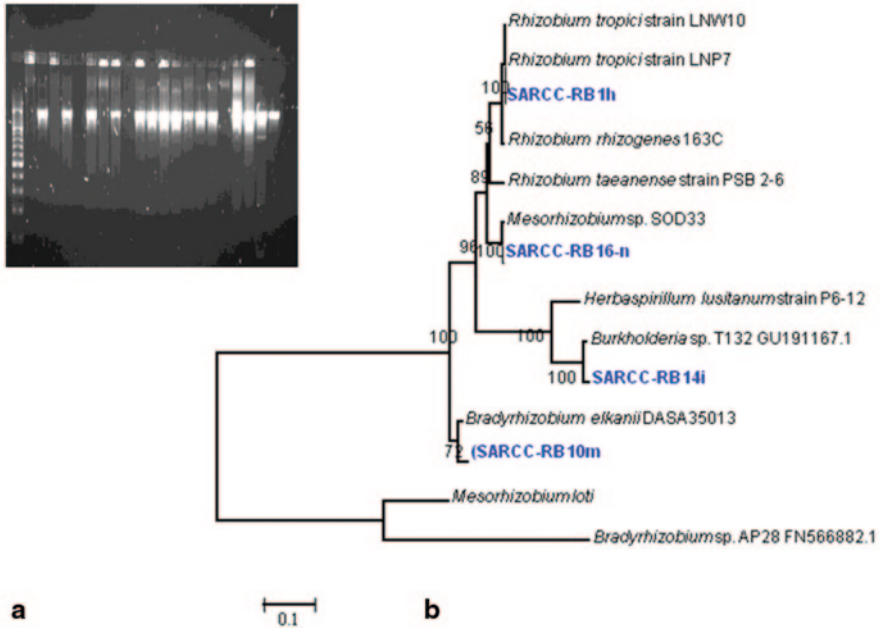 Rhizobium tropici strain LNW10
Rhizobium tropici strain LNP7
100
SARCC-RB1h
56
Rhizobium rhizogenes 163C
89
Rhizobium taeanense strain PSB 2-6
Mesorhizobium sp. SOD33
96
100
SARCC-RB16-n
Herbaspirillum lusitanum strain P6-12
100
100
Burkholderia sp. T132 GU191167.1
100
SARCC-RB14i
Bradyrhizobium elkanii DASA35013
72
(SARCC-RB10m
Mesorhizobium loti
Bradyrhizobium sp. AP28 FN566882.1
a
0.1
b